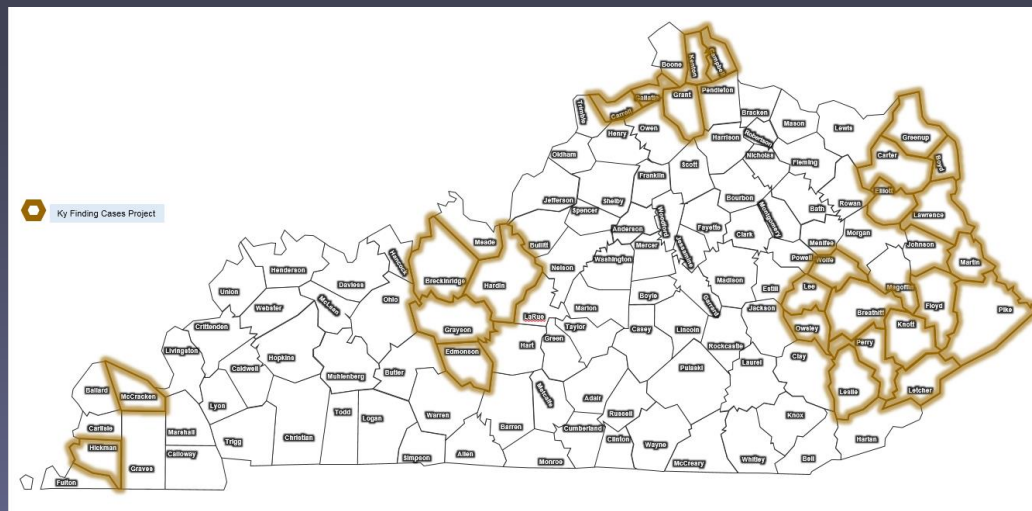 Boone
Kenton
Campbell
Gallatin
Grant
Pendleton
Trimble
Carroll
Bracken
Mason
Lewis
Greenup
Henry
Owen
Harrison
Robertson
Carter
Boyd
Oldham
Scott
Nicholas
Fleming
Franklin
Elliott
Jefferson
Shelby
Bourbon
Rowan
Ky Finding Cases Project
Spencer
Woodford
Montgomery
Bath
Lawrence
Anderson
Fayette
Clark
Morgan
Meade
Bullitt
Mercer
Jessamine
Menifee
Johnson
Hancock
Washington
Powell
Wolfe
Martin
Henderson
Nelson
Breckinridge
Hardin
Madison
Estill
Lee
Magoffin
Daviess
Union
Ohio
Boyle
Garrard
Floyd
Webster
McLean
Marion
Jackson
Breathitt
Pike
LaRue
Crittenden
Grayson
Taylor
Casey
Lincoln
Owsley
Knott
Green
Hart
Rockcastle
Perry
Livingston
Edmonson
Clay
Hopkins
Caldwell
Butler
Pulaski
Laurel
Muhlenberg
Ballard
McCracken
Metcalfe
Adair
Leslie
Letcher
Lyon
Todd
Logan
Warren
Russell
Knox
Carlisle
Marshall
Barren
Cumberland
Trigg
Christian
Clinton
Wayne
Harlan
Hickman
Calloway
Simpson
Allen
Monroe
McCreary
Whitley
Bell
Graves
Fulton